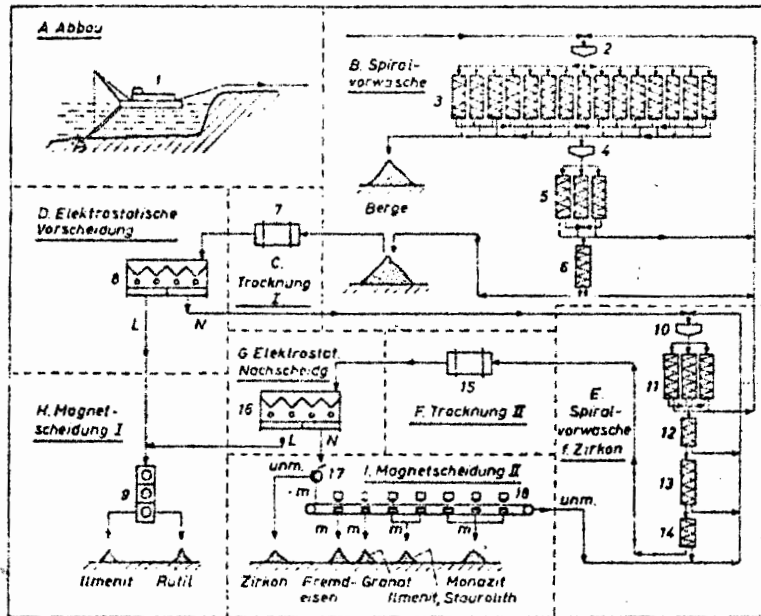 A. Abbau
1
2
B. Spiral-
vorwäsche
3
4
5
Berge
6
D. Elektrostatische
Vorscheidung
7
C.
Trocknung
I
8
L
N
10
11
E.
Spiral-
vorwäsche
f. Zirkon
12
13
14
G Elektrostat.
Nachscheidg
15
F. Trocknung II
16
L
N
H. Magnet-
scheidung I
9
Ilmenit
Rutil
I. Magnetscheidung II
unm.
17
m
18
unm.
m
m
m
m
Zirkon
Fremd-
eisen
Granat
Ilmenit, Staurolith
Monazit